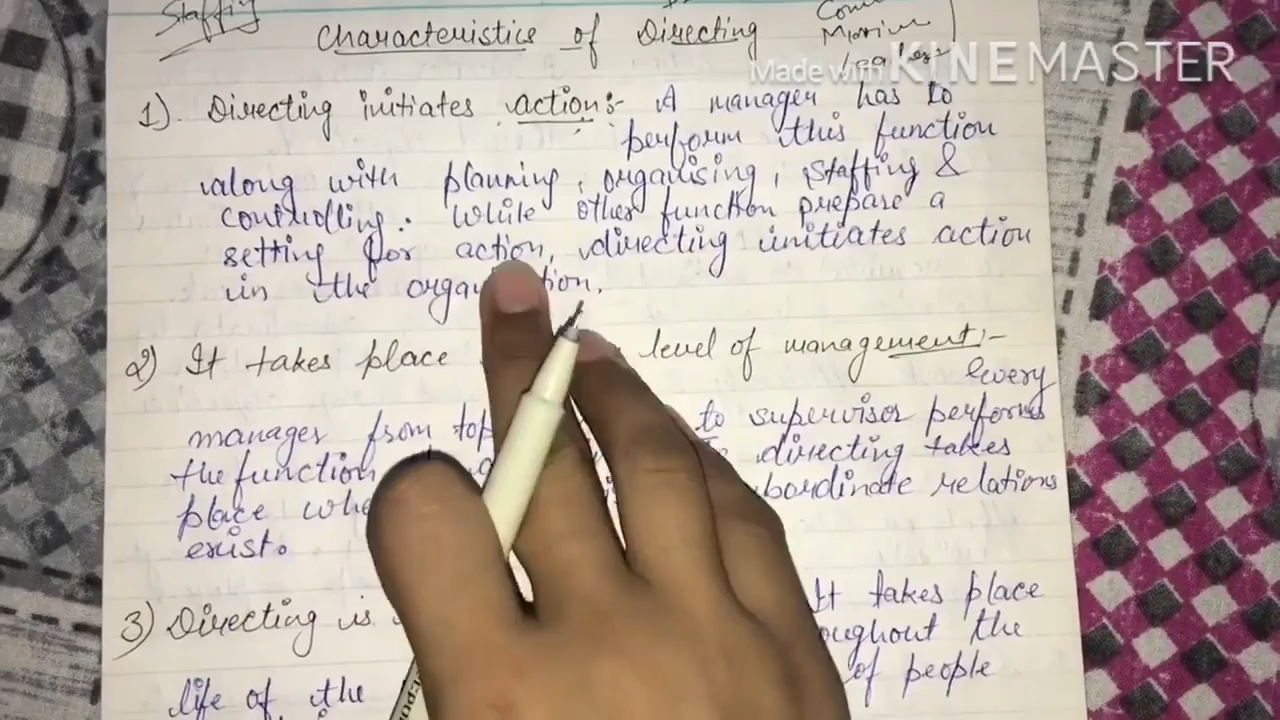 Staffing
Characteristics of Directing
Made with KINEMASTER
1). Directing initiates action:- A manager has to
perform this function
along with planning, organising, staffing &
controlling. While other function prepare a
setting for action, directing initiates action
in the
2) It takes place level of management:-
Every
manager from top to supervisor performs
the function directing takes
place relations
exist.
3) Directing is It takes place
the
life of the of people